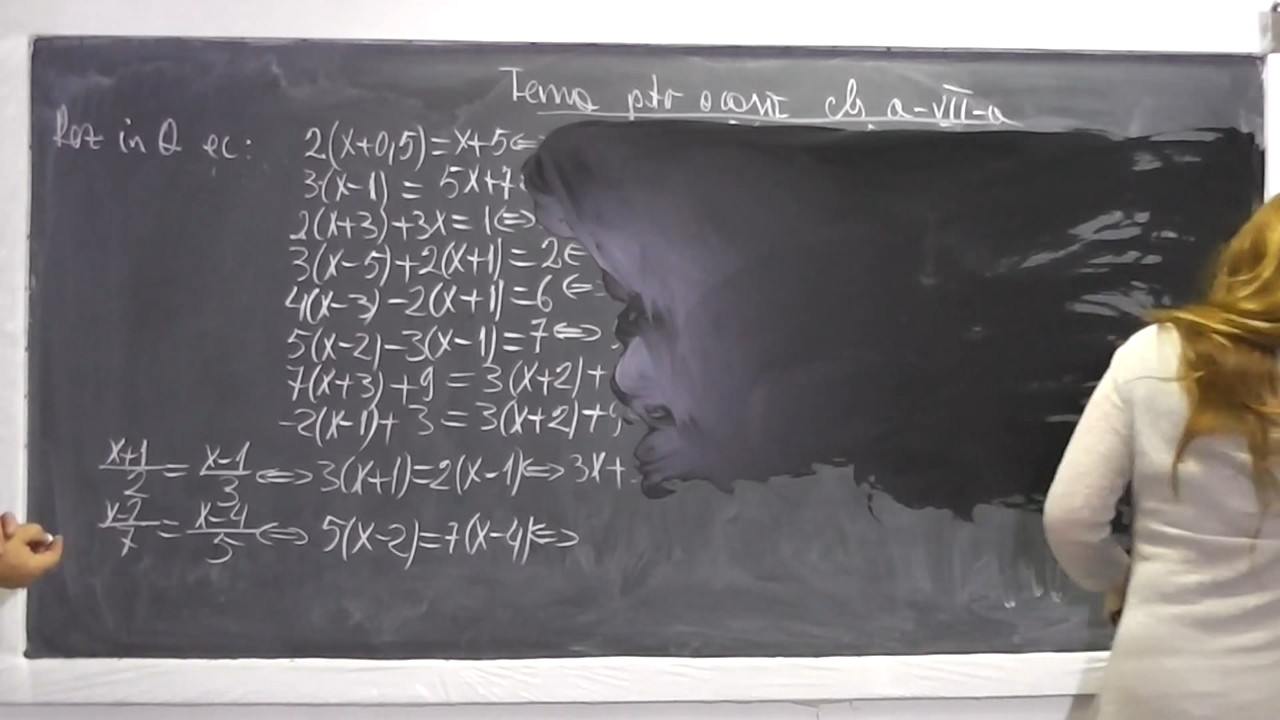 Tema ptr acasă cls a-VII-a
Rez in Q ec:
2(x+0,5)=x+5⇔
3(x-1) = 5x+7
2(x+3)+3x=1⇔
3(x-5)+2(x+1)=2⇔
4(x-3)-2(x+1)=6⇔
5(x-2)-3(x-1)=7⇔
7(x+3)+9=3(x+2)+
-2(x-1)+3=3(x+2)+
x+1/2=x-1/3⇔3(x+1)=2(x-1)⇔3x+
x-2/7=x-4/5⇔5(x-2)=7(x-4)⇔